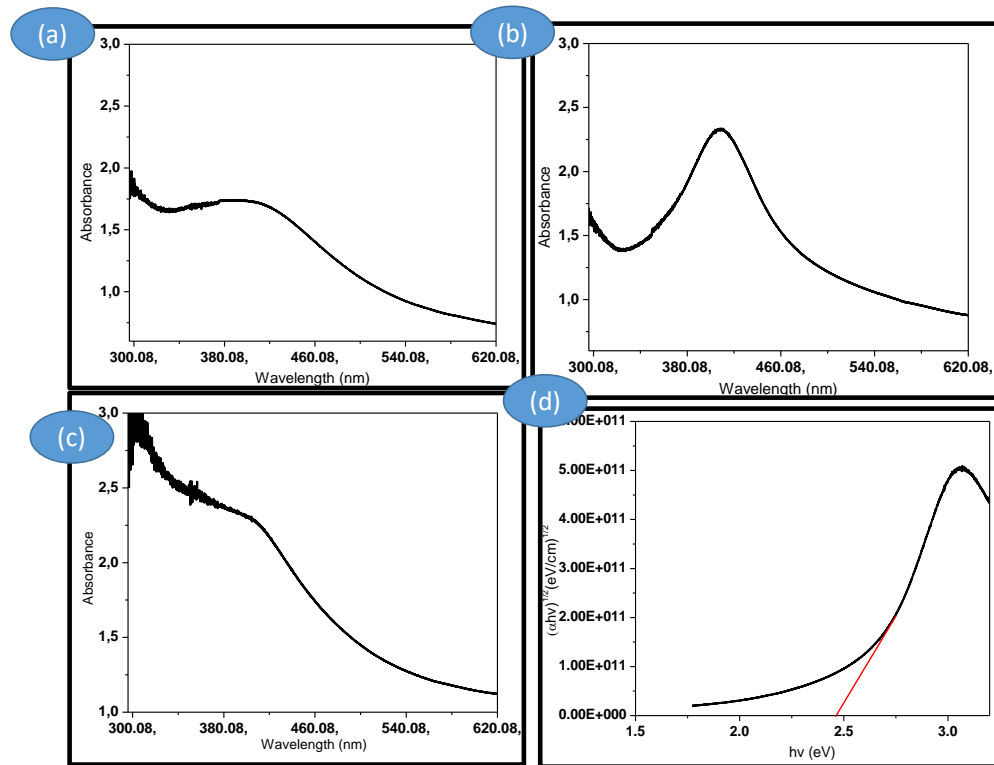 (a)
3,0
2,5
2,0
1,5
1,0
Absorbance
300.08, 380.08, 460.08, 540.08, 620.08,
Wavelength (nm)
(b)
3,0
2,5
2,0
1,5
1,0
Absorbance
300.08, 380.08, 460.08, 540.08, 620.08,
Wavelength (nm)
(c)
3,0
2,5
2,0
1,5
1,0
Absorbance
300.08, 380.08, 460.08, 540.08, 620.08,
Wavelength (nm)
(d)
.00E+011
5.00E+011
4.00E+011
3.00E+011
2.00E+011
1.00E+011
0.00E+000
(αhv)^1/2(eV/cm)^1/2
1.5 2.0 2.5 3.0
hv (eV)